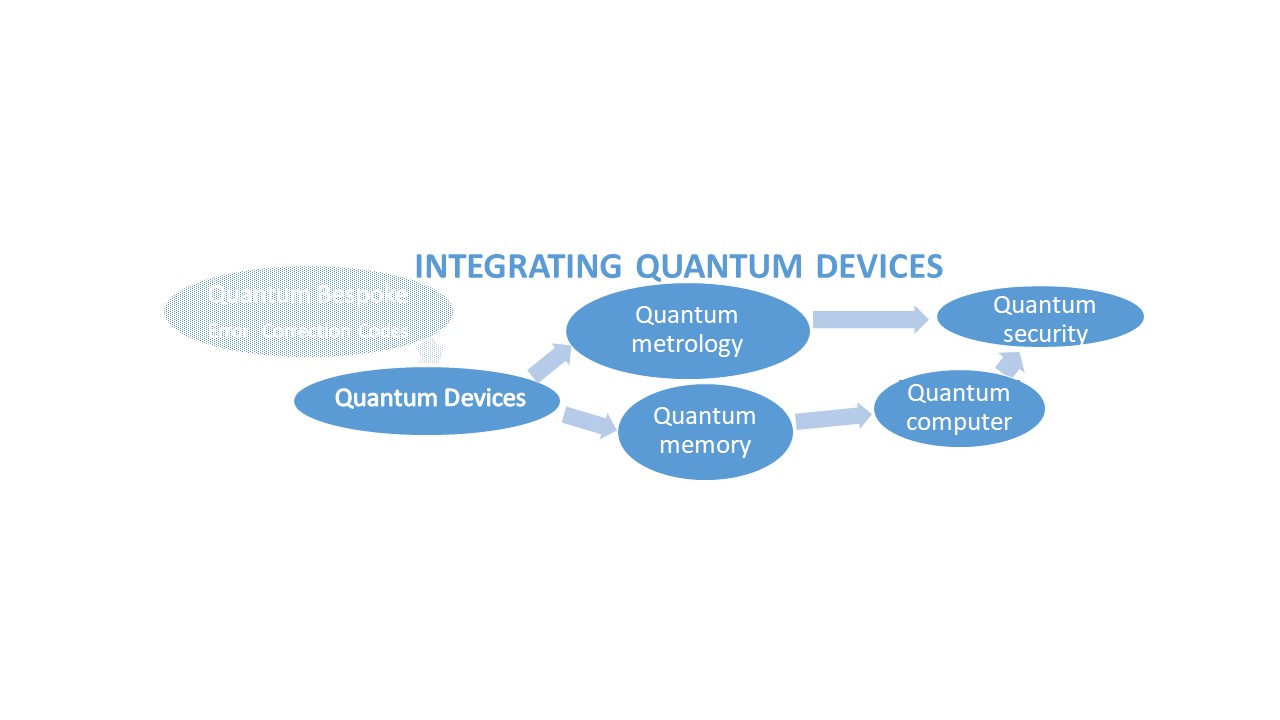 INTEGRATING QUANTUM DEVICES
Quantum Bespoke
Error Correction Codes
Quantum Devices
Quantum
metrology
Quantum
memory
Quantum
security
Quantum
computer